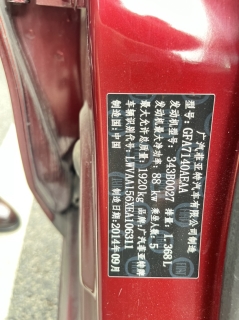 广汽菲亚特汽车有限公司制造
型号: GFA7140AEAA
发动机型号: 343B0027 排量: 1.368L
发动机最大净功率: 88 kW 乘坐人数: 5
最大允许总质量: 1920kg 品牌: 广汽菲亚特牌
车辆识别代号: LWVAA156XEA106311
制造国: 中国 制造日期: 2014年09月